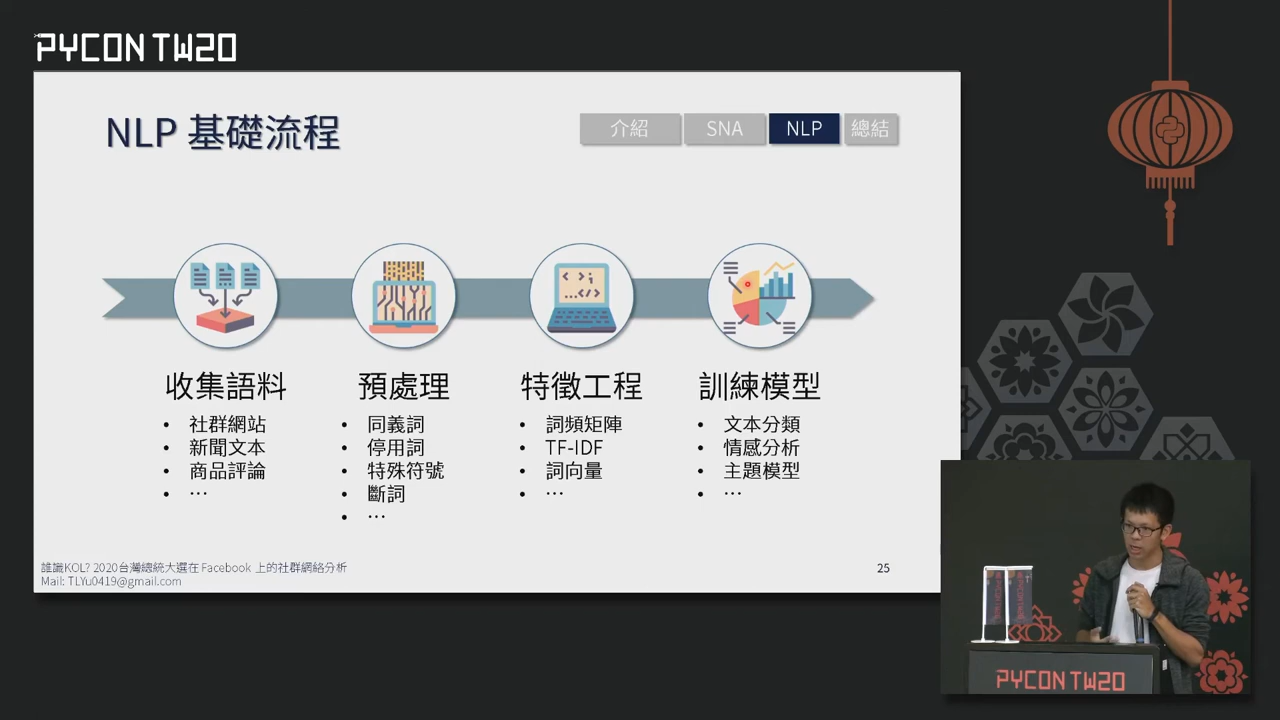 PYCON TW20
NLP 基礎流程
介紹
SNA
NLP
總結
收集語料
• 社群網站
• 新聞文本
• 商品評論
• …
預處理
• 同義詞
• 停用詞
• 特殊符號
• 斷詞
• …
特徵工程
• 詞頻矩陣
• TF-IDF
• 詞向量
• …
訓練模型
• 文本分類
• 情感分析
• 主題模型
• …
誰識KOL? 2020台灣總統大選在 Facebook 上的社群網絡分析
Mail: TLYu0419@gmail.com
25
PYCON TW20